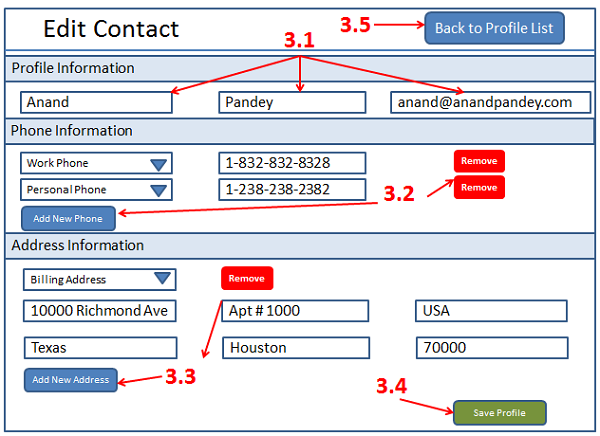 Edit Contact
3.5
Back to Profile List
3.1
Profile Information
Anand
Pandey
anand@anandpandey.com
Phone Information
Work Phone
1-832-832-8328
Remove
Personal Phone
1-238-238-2382
Remove
3.2
Add New Phone
Address Information
Billing Address
Remove
10000 Richmond Ave
Apt # 1000
USA
Texas
Houston
70000
Add New Address
3.3
3.4
Save Profile